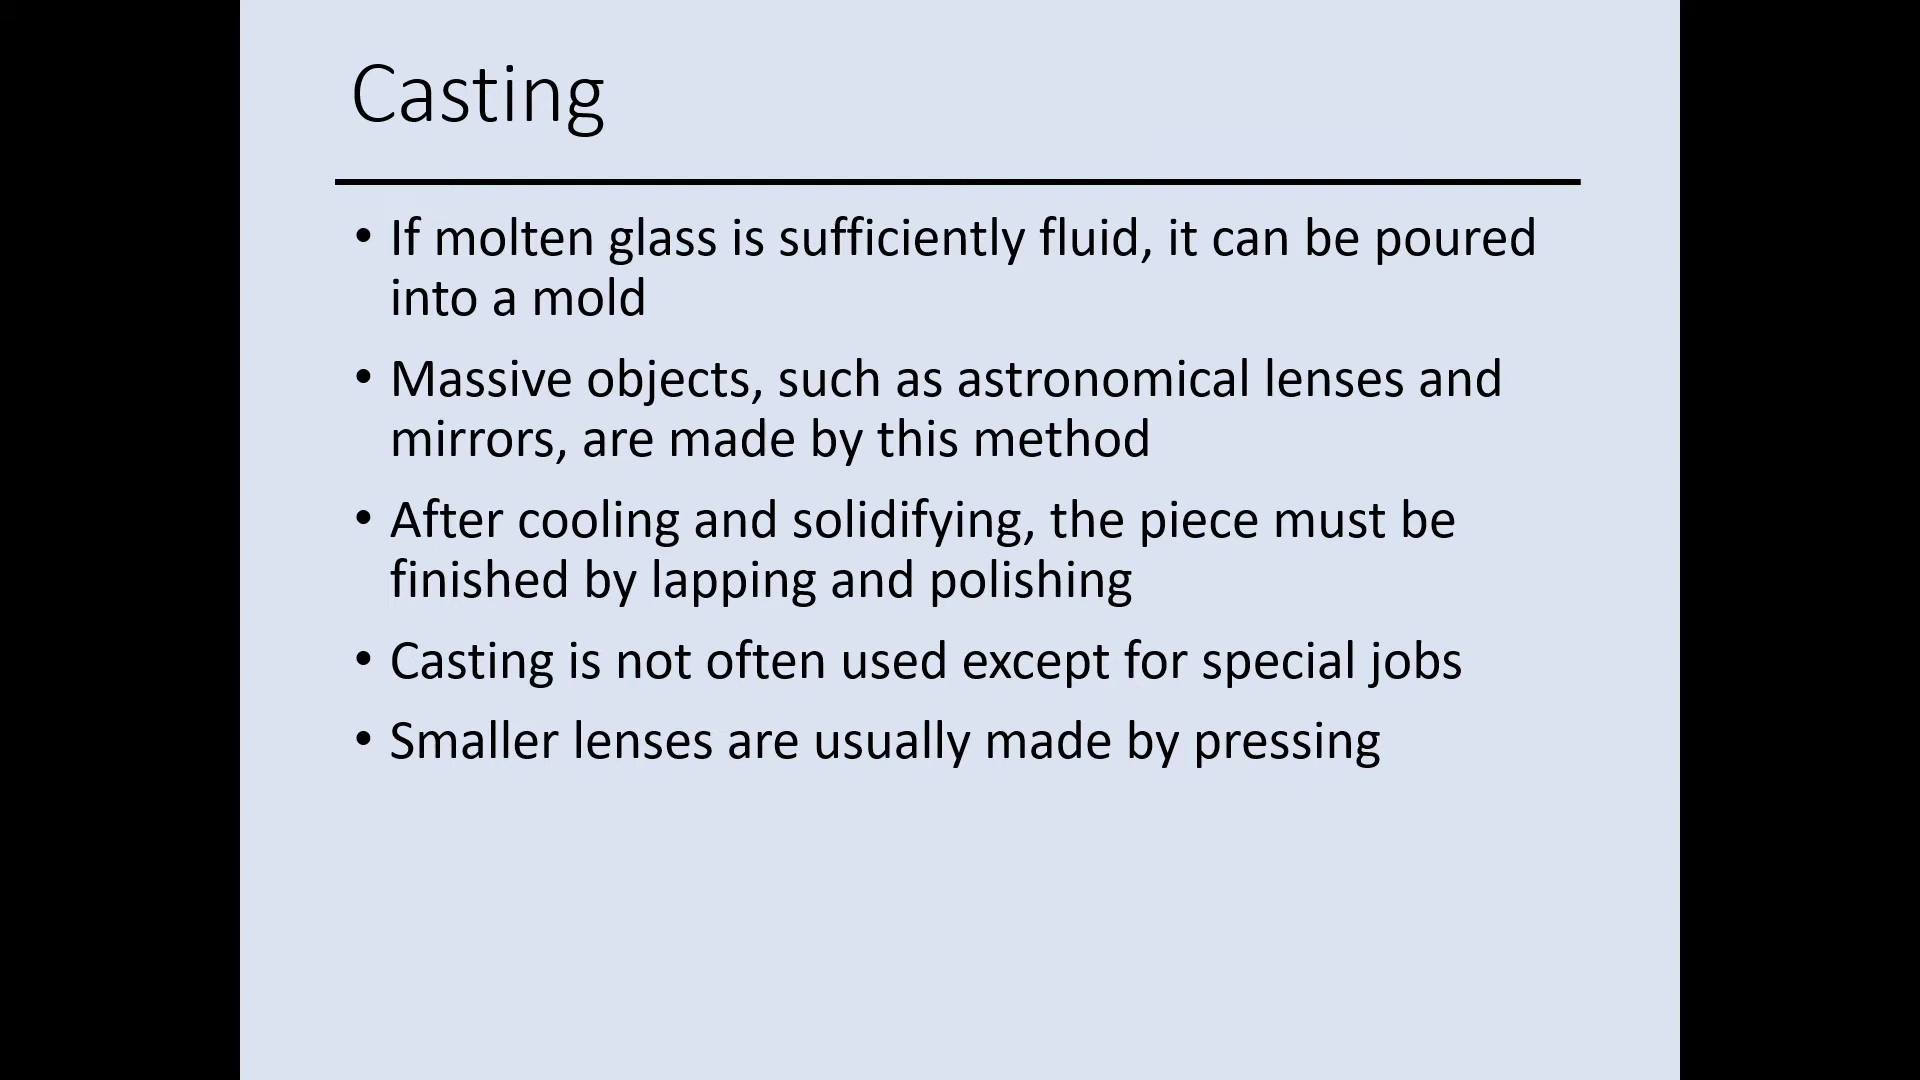 Casting
• If molten glass is sufficiently fluid, it can be poured
into a mold
• Massive objects, such as astronomical lenses and
mirrors, are made by this method
• After cooling and solidifying, the piece must be
finished by lapping and polishing
• Casting is not often used except for special jobs
• Smaller lenses are usually made by pressing